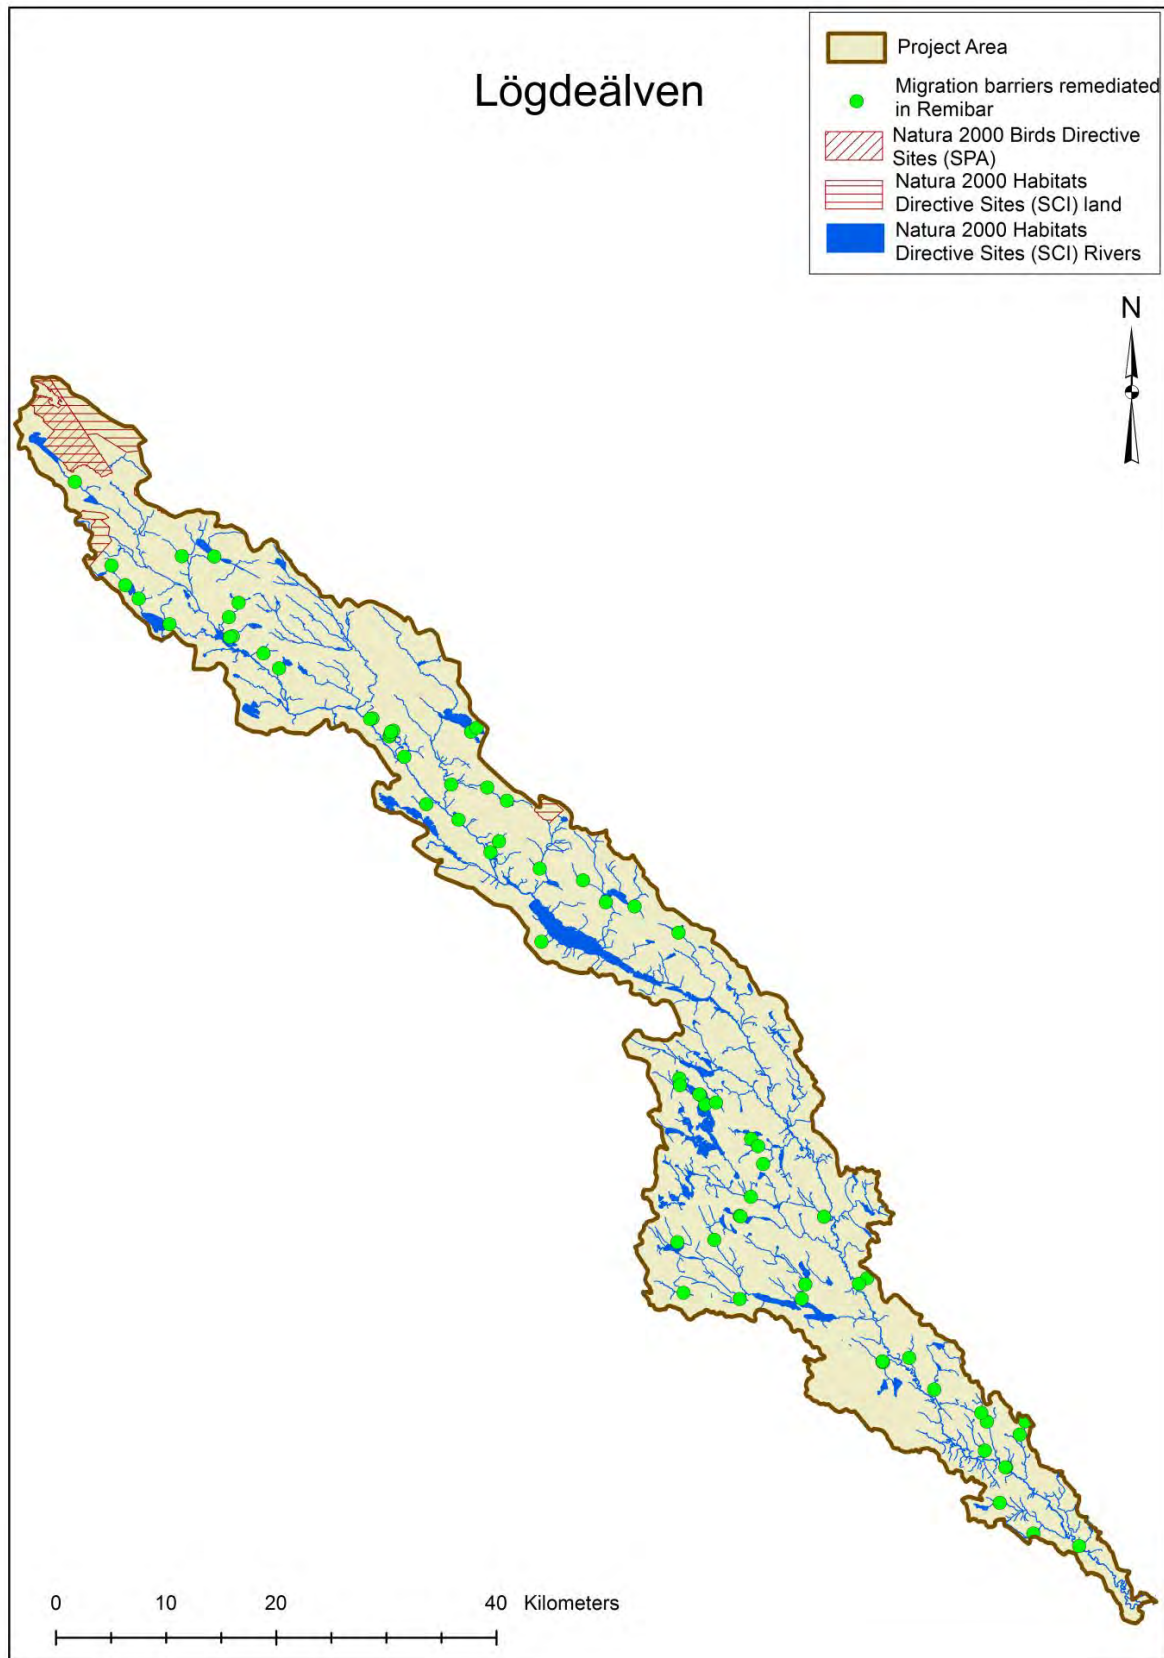 Lögdeälven
Project Area
Migration barriers remediated
in Remibar
Natura 2000 Birds Directive
Sites (SPA)
Natura 2000 Habitats
Directive Sites (SCI) land
Natura 2000 Habitats
Directive Sites (SCI) Rivers
N
0 10 20 40 Kilometers